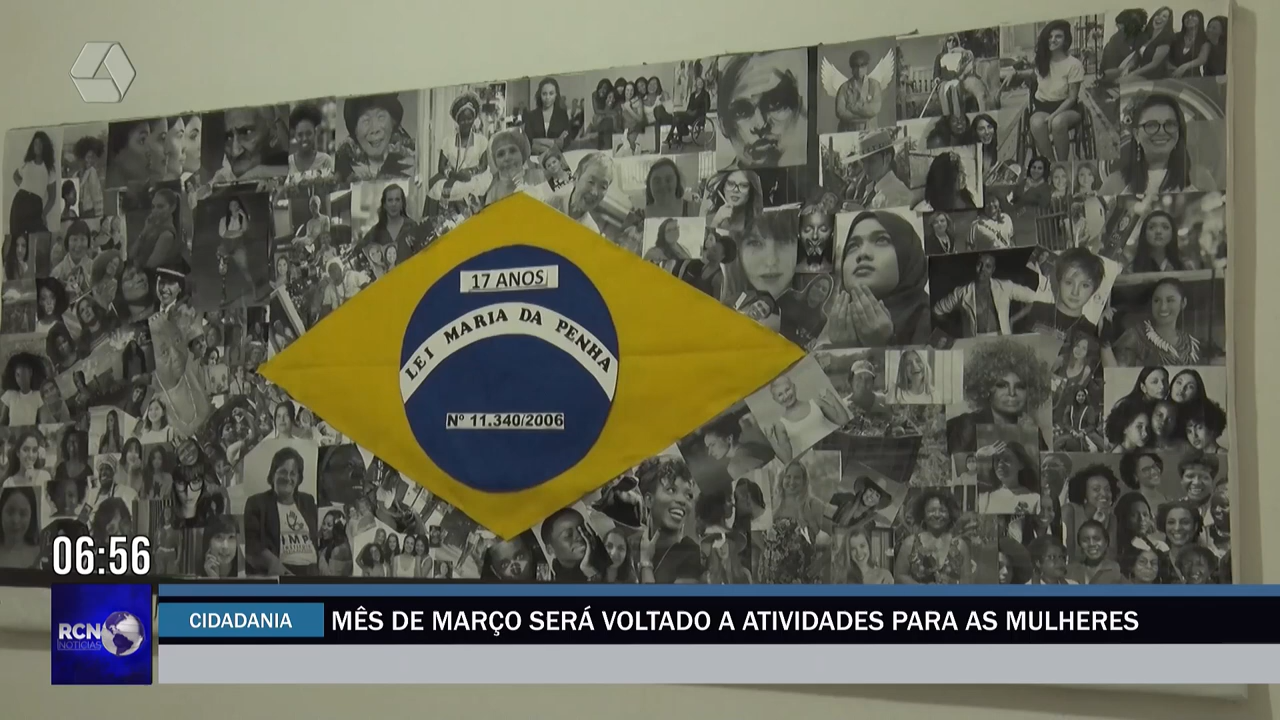 17 ANOS
LEI MARIA DA PENHA
Nº 11.340/2006
06:56
RCN
NOTÍCIAS
CIDADANIA
MÊS DE MARÇO SERÁ VOLTADO A ATIVIDADES PARA AS MULHERES